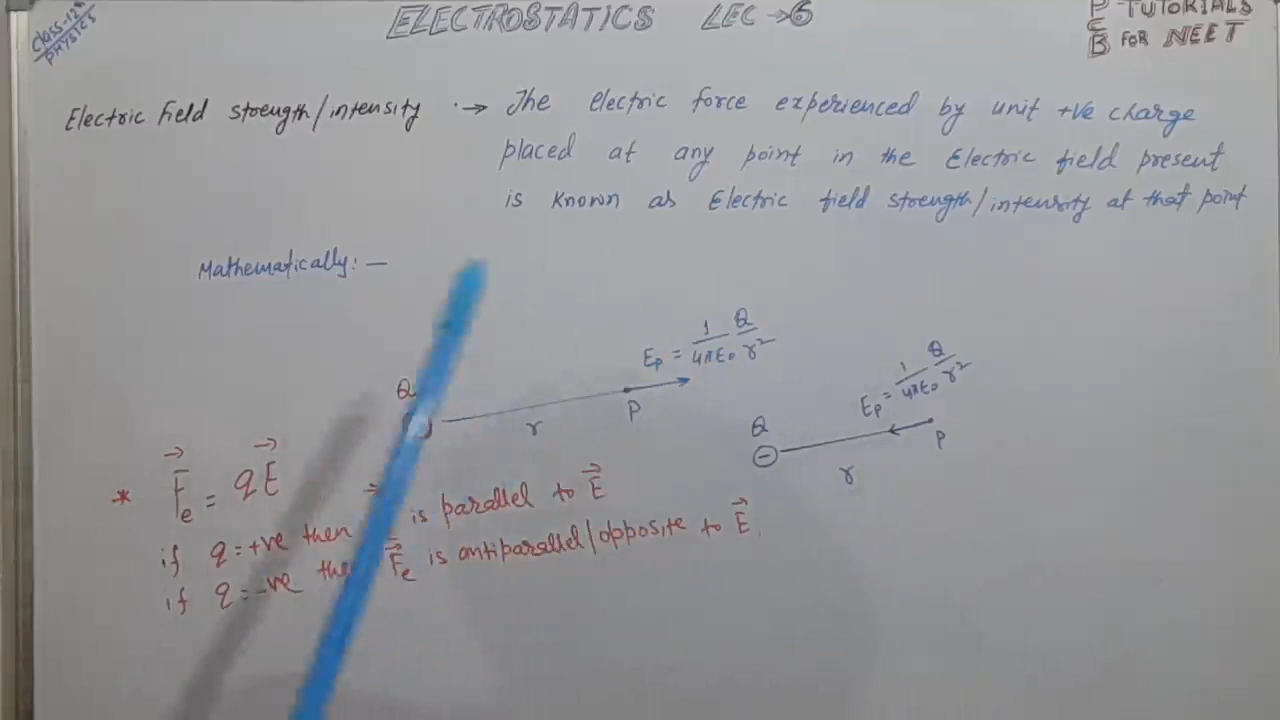 Class-12th
PHYSICS
ELECTROSTATICS LEC → 6
P TUTORIALS
C
B FOR NEET
Electric field strength/intensity → The electric force experienced by unit +ve charge
placed at any point in the Electric field present
is known as Electric field strength/intensity at that point
Mathematically: —
Q
r
P
Ep = 1/4πε₀ Q/r²
Q
−
r
P
Ep = 1/4πε₀ Q/r²
* F⃗e = qE⃗
if q = +ve then is parallel to E⃗
if q = -ve the F⃗e is antiparallel/opposite to E⃗.